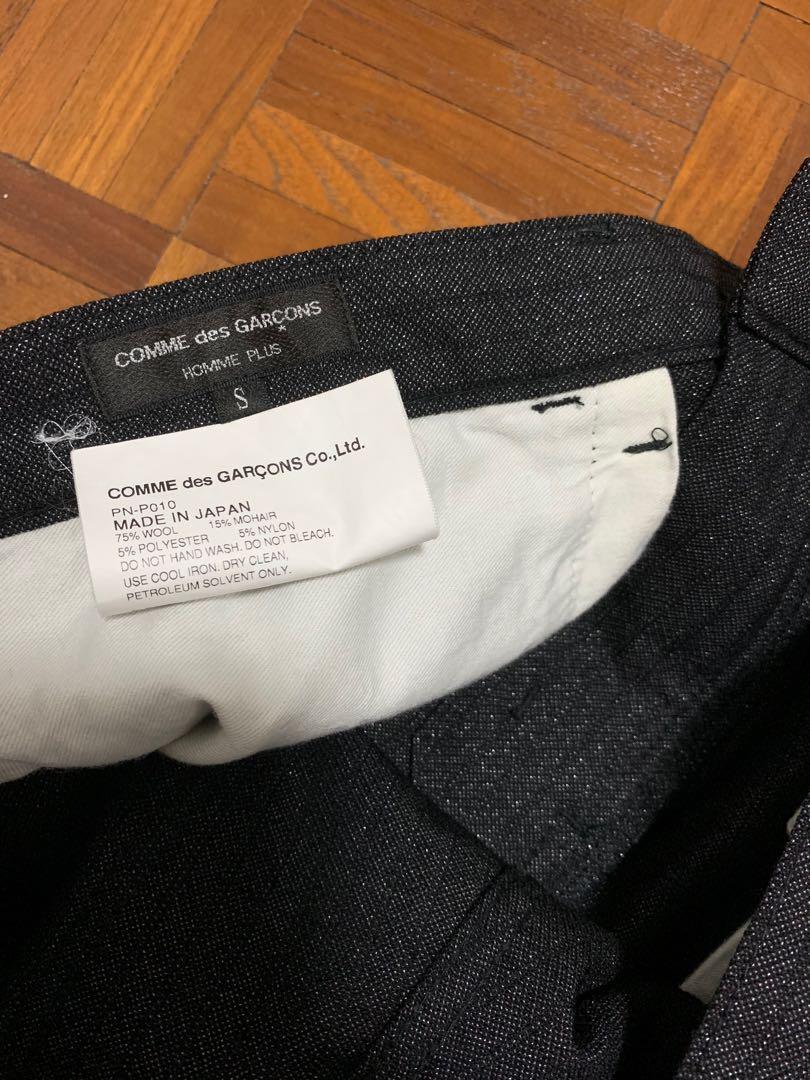 COMME des GARÇONS
HOMME PLUS
S
COMME des GARÇONS Co.,Ltd.
PN-P010
MADE IN JAPAN
75% WOOL 15% MOHAIR
5% POLYESTER 5% NYLON
DO NOT HAND WASH. DO NOT BLEACH.
USE COOL IRON. DRY CLEAN,
PETROLEUM SOLVENT ONLY.